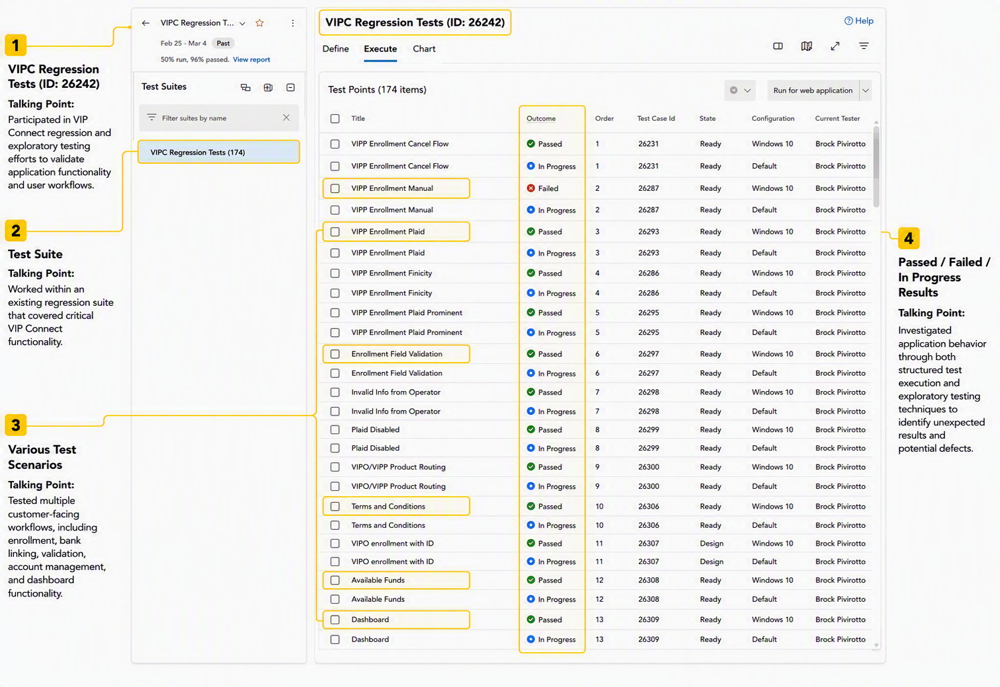 1
VIPC Regression
Tests (ID: 26242)
Talking Point:
Participated in VIP
Connect regression and
exploratory testing
efforts to validate
application functionality
and user workflows.
2
Test Suite
Talking Point:
Worked within an
existing regression suite
that covered critical
VIP Connect
functionality.
3
Various Test
Scenarios
Talking Point:
Tested multiple
customer-facing
workflows, including
enrollment, bank
linking, validation,
account management,
and dashboard
functionality.
VIPC Regression T...
Feb 25 - Mar 4 Past
50% run, 96% passed. View report
Test Suites
Filter suites by name
VIPC Regression Tests (174)
VIPC Regression Tests (ID: 26242)
Help
Define Execute Chart
Test Points (174 items)
Run for web application
Title Outcome Order Test Case Id State Configuration Current Tester
VIPP Enrollment Cancel Flow Passed 1 26231 Ready Windows 10 Brock Pivirotto
VIPP Enrollment Cancel Flow In Progress 1 26231 Ready Default Brock Pivirotto
VIPP Enrollment Manual Failed 2 26287 Ready Windows 10 Brock Pivirotto
VIPP Enrollment Manual In Progress 2 26287 Ready Default Brock Pivirotto
VIPP Enrollment Plaid Passed 3 26293 Ready Windows 10 Brock Pivirotto
VIPP Enrollment Plaid In Progress 3 26293 Ready Default Brock Pivirotto
VIPP Enrollment Finicity Passed 4 26286 Ready Windows 10 Brock Pivirotto
VIPP Enrollment Finicity In Progress 4 26286 Ready Default Brock Pivirotto
VIPP Enrollment Plaid Prominent Passed 5 26295 Ready Windows 10 Brock Pivirotto
VIPP Enrollment Plaid Prominent In Progress 5 26295 Ready Default Brock Pivirotto
Enrollment Field Validation Passed 6 26297 Ready Windows 10 Brock Pivirotto
Enrollment Field Validation In Progress 6 26297 Ready Default Brock Pivirotto
Invalid Info from Operator Passed 7 26298 Ready Windows 10 Brock Pivirotto
Invalid Info from Operator In Progress 7 26298 Ready Default Brock Pivirotto
Plaid Disabled Passed 8 26299 Ready Windows 10 Brock Pivirotto
Plaid Disabled In Progress 8 26299 Ready Default Brock Pivirotto
VIPO/VIPP Product Routing Passed 9 26300 Ready Windows 10 Brock Pivirotto
VIPO/VIPP Product Routing In Progress 9 26300 Ready Default Brock Pivirotto
Terms and Conditions Passed 10 26306 Ready Windows 10 Brock Pivirotto
Terms and Conditions In Progress 10 26306 Ready Default Brock Pivirotto
VIPO enrollment with ID Passed 11 26307 Design Windows 10 Brock Pivirotto
VIPO enrollment with ID In Progress 11 26307 Design Default Brock Pivirotto
Available Funds Passed 12 26308 Ready Windows 10 Brock Pivirotto
Available Funds In Progress 12 26308 Ready Default Brock Pivirotto
Dashboard Passed 13 26309 Ready Windows 10 Brock Pivirotto
Dashboard In Progress 13 26309 Ready Default Brock Pivirotto
4
Passed / Failed /
In Progress
Results
Talking Point:
Investigated
application behavior
through both
structured test
execution and
exploratory testing
techniques to
identify unexpected
results and
potential defects.